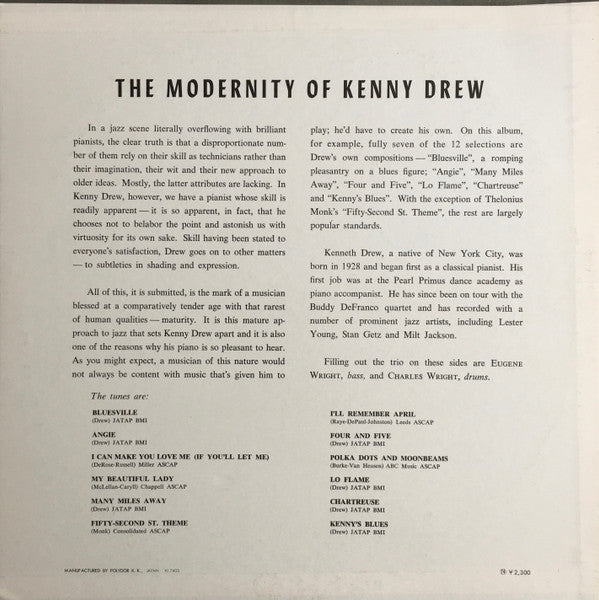 THE MODERNITY OF KENNY DREW
In a jazz scene literally overflowing with brilliant
pianists, the clear truth is that a disproportionate num-
ber of them rely on their skill as technicians rather than
their imagination, their wit and their new approach to
older ideas. Mostly, the latter attributes are lacking. In
Kenny Drew, however, we have a pianist whose skill is
readily apparent — it is so apparent, in fact, that he
chooses not to belabor the point and astonish us with
virtuosity for its own sake. Skill having been stated to
everyone's satisfaction, Drew goes on to other matters
— to subtleties in shading and expression.
All of this, it is submitted, is the mark of a musician
blessed at a comparatively tender age with that rarest
of human qualities — maturity. It is this mature ap-
proach to jazz that sets Kenny Drew apart and it is also
one of the reasons why his piano is so pleasant to hear.
As you might expect, a musician of this nature would
not always be content with music that's given him to
play; he'd have to create his own. On this album,
for example, fully seven of the 12 selections are
Drew's own compositions — "Bluesville", a romping
pleasantry on a blues figure; "Angie", "Many Miles
Away", "Four and Five", "Lo Flame", "Chartreuse"
and "Kenny's Blues". With the exception of Thelonius
Monk's "Fifty-Second St. Theme", the rest are largely
popular standards.
Kenneth Drew, a native of New York City, was
born in 1928 and began first as a classical pianist. His
first job was at the Pearl Primus dance academy as
piano accompanist. He has since been on tour with the
Buddy DeFranco quartet and has recorded with a
number of prominent jazz artists, including Lester
Young, Stan Getz and Milt Jackson.
Filling out the trio on these sides are EUGENE
WRIGHT, bass, and CHARLES WRIGHT, drums.
The tunes are:
BLUESVILLE
(Drew) JATAP BMI
ANGIE
(Drew) JATAP BMI
I CAN MAKE YOU LOVE ME (IF YOU'LL LET ME)
(DeRose-Russell) Miller ASCAP
MY BEAUTIFUL LADY
(McLellan-Caryll) Chappell ASCAP
MANY MILES AWAY
(Drew) JATAP BMI
FIFTY-SECOND ST. THEME
(Monk) Consolidated ASCAP
I'LL REMEMBER APRIL
(Raye-DePaul-Johnston) Leeds ASCAP
FOUR AND FIVE
(Drew) JATAP BMI
POLKA DOTS AND MOONBEAMS
(Burke-Van Heusen) ABC Music ASCAP
LO FLAME
(Drew) JATAP BMI
CHARTREUSE
(Drew) JATAP BMI
KENNY'S BLUES
(Drew) JATAP BMI
MANUFACTURED BY POLYDOR K. K., JAPAN
¥2,300